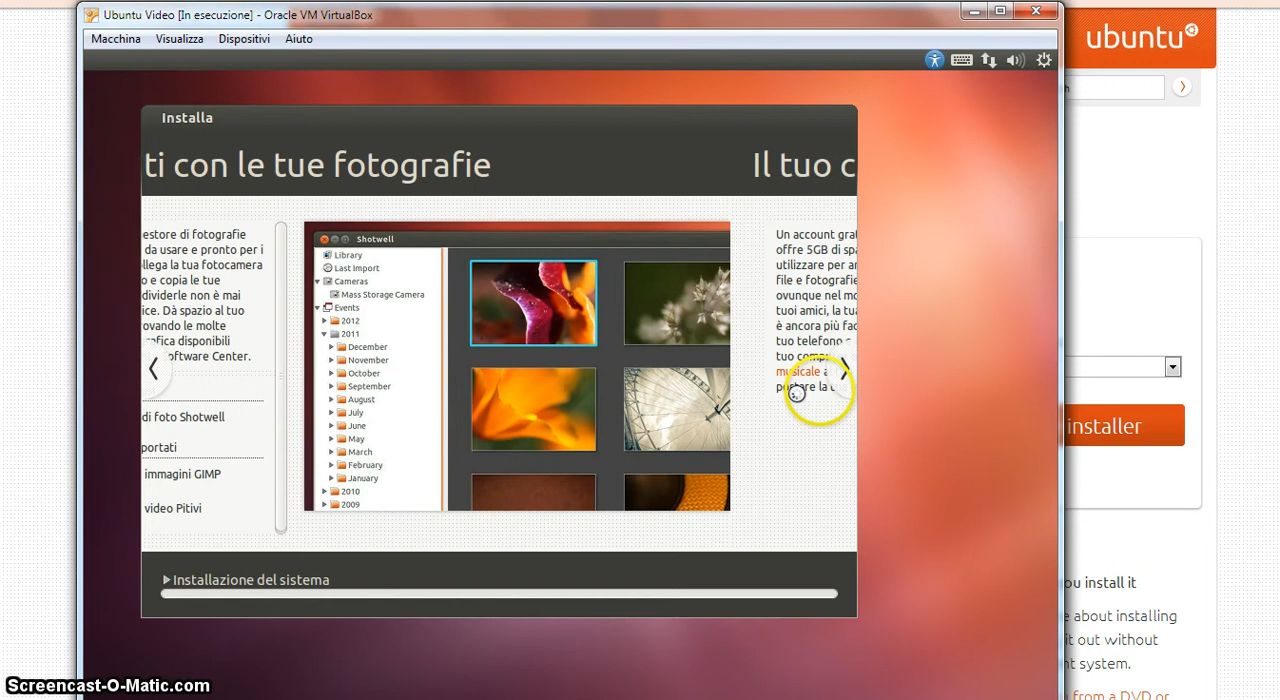 Ubuntu Video [In esecuzione] - Oracle VM VirtualBox
Macchina Visualizza Dispositivi Aiuto
ubuntu
h
Installa
ti con le tue fotografie
Il tuo c
estore di fotografie
da usare e pronto per i
llega la tua fotocamera
o e copia le tue
dividerle non è mai
ice. Dà spazio al tuo
ovando le molte
grafica disponibili
oftware Center.
di foto Shotwell
portati
immagini GIMP
video Pitivi
Shotwell
Library
Last Import
Cameras
Mass Storage Camera
Events
2012
2011
December
November
October
September
August
July
June
May
March
February
January
2010
2009
Un account grat
offre 5GB di spa
utilizzare per ar
file e fotografie
ovunque nel mo
tuoi amici, la tua
è ancora più fac
tuo telefono
tuo comp
musicale a
portare la
Installazione del sistema
installer
ou install it
e about installing
it out without
nt system.
from a DVD or
Screencast-O-Matic.com